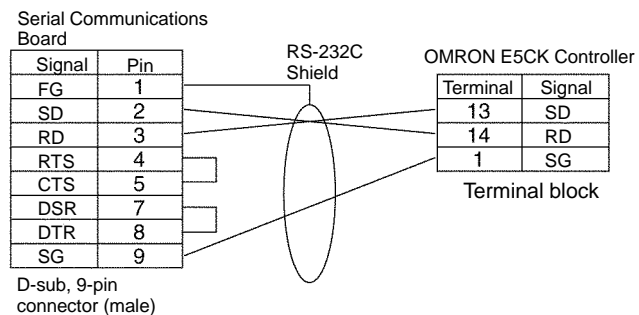 Serial Communications
Board
RS-232C
Shield
OMRON E5CK Controller
Signal Pin
FG 1
SD 2
RD 3
RTS 4
CTS 5
DSR 7
DTR 8
SG 9
Terminal Signal
13 SD
14 RD
1 SG
Terminal block
D-sub, 9-pin
connector (male)